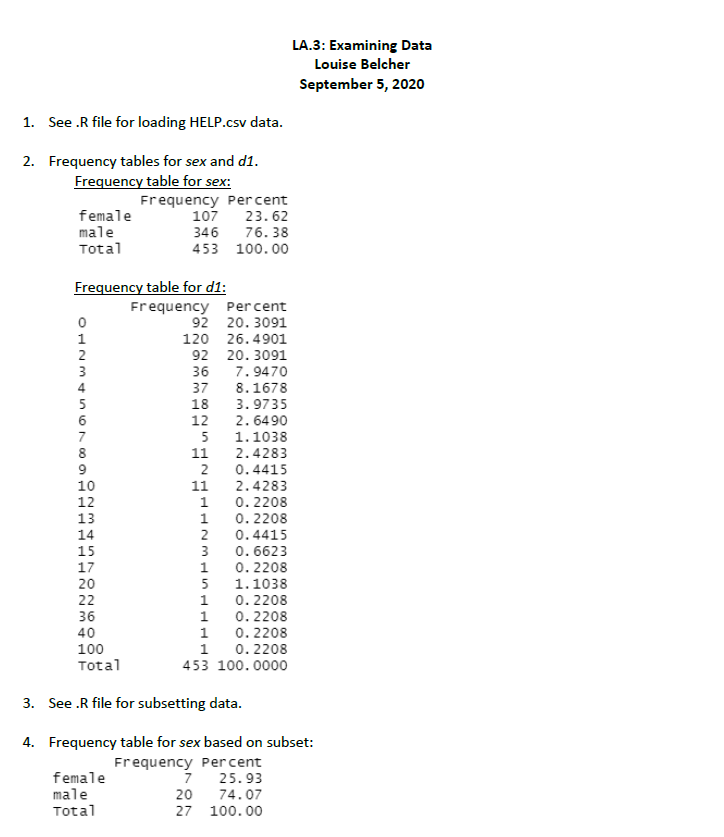 LA.3: Examining Data
Louise Belcher
September 5, 2020
1. See .R file for loading HELP.csv data.
2. Frequency tables for sex and d1.
Frequency table for sex:
Frequency Percent
female 107 23.62
male 346 76.38
Total 453 100.00
Frequency table for d1:
Frequency Percent
0 92 20.3091
1 120 26.4901
2 92 20.3091
3 36 7.9470
4 37 8.1678
5 18 3.9735
6 12 2.6490
7 5 1.1038
8 11 2.4283
9 2 0.4415
10 11 2.4283
12 1 0.2208
13 1 0.2208
14 2 0.4415
15 3 0.6623
17 1 0.2208
20 5 1.1038
22 1 0.2208
36 1 0.2208
40 1 0.2208
100 1 0.2208
Total 453 100.0000
3. See .R file for subsetting data.
4. Frequency table for sex based on subset:
Frequency Percent
female 7 25.93
male 20 74.07
Total 27 100.00